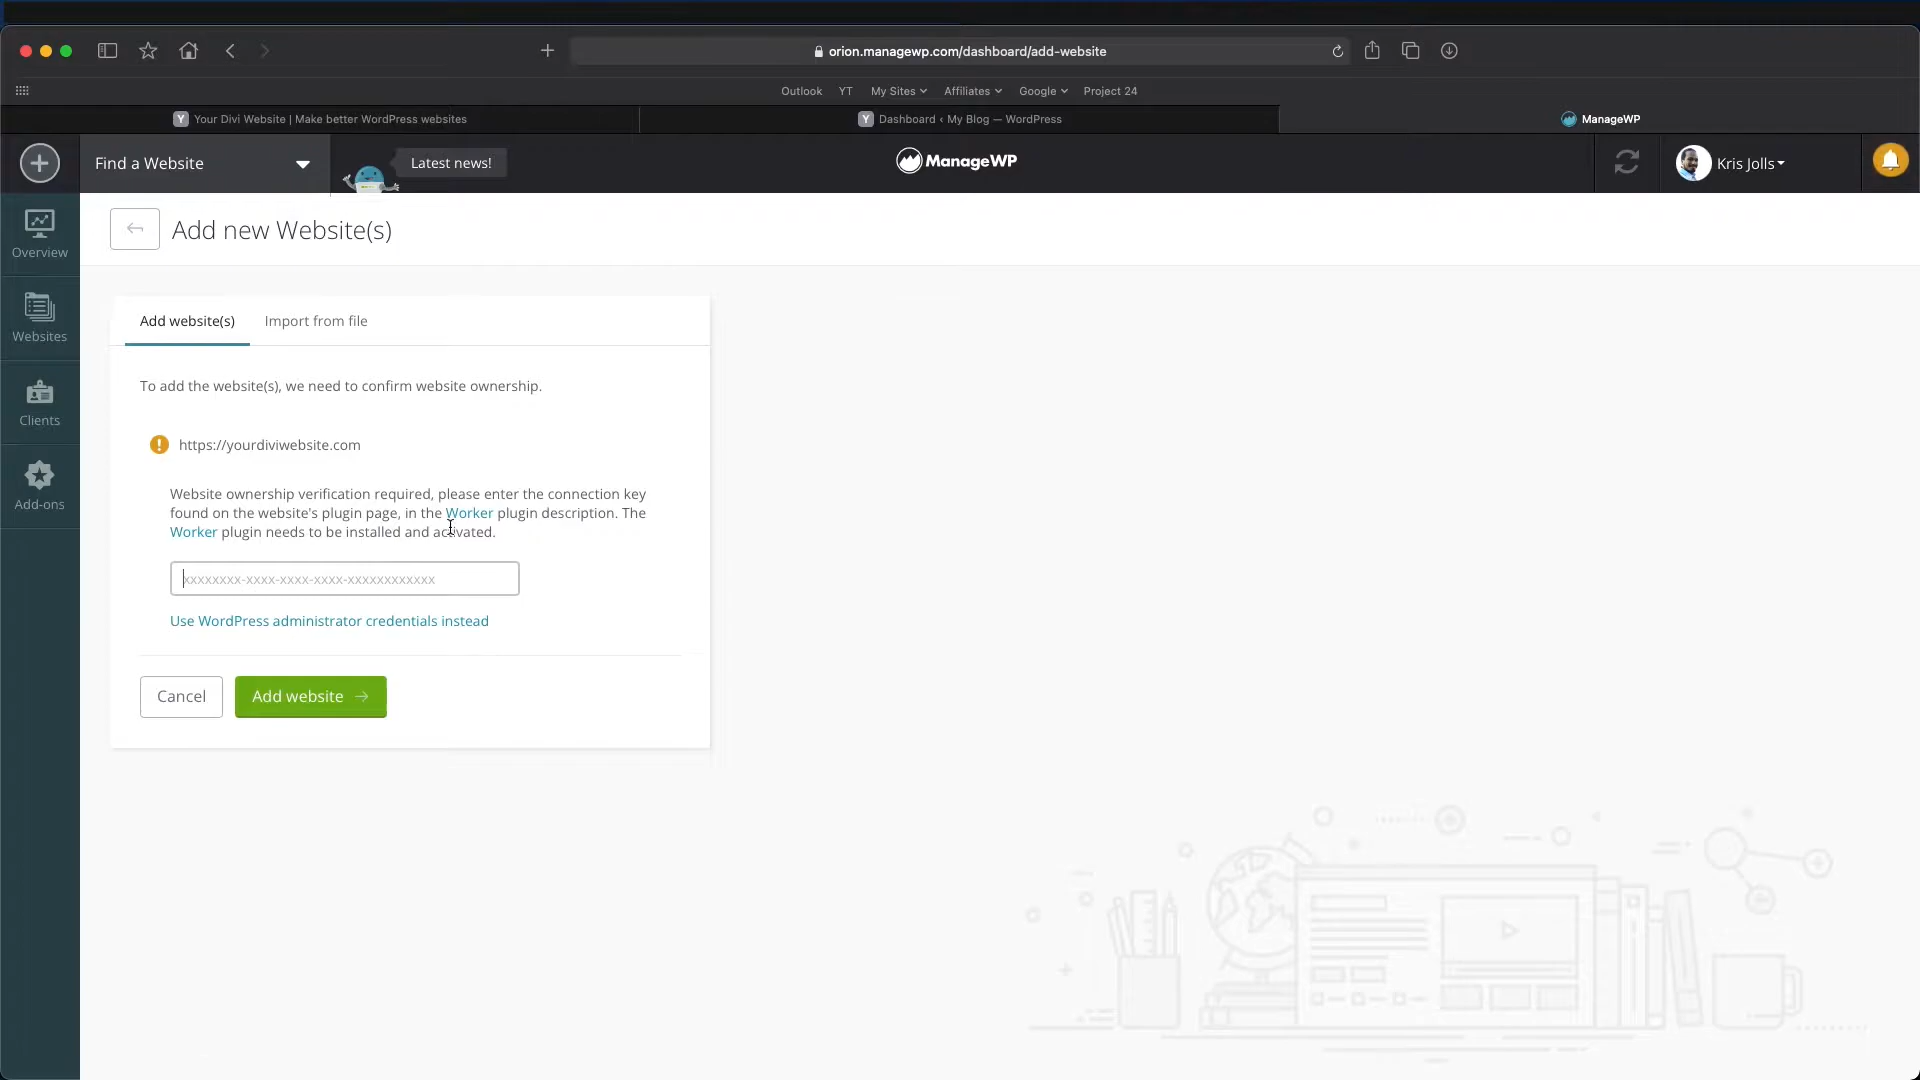 orion.managewp.com/dashboard/add-website
Outlook YT My Sites Affiliates Google Project 24
Y Your Divi Website | Make better WordPress websites
Y Dashboard ‹ My Blog — WordPress
ManageWP
Find a Website
Latest news!
ManageWP
Kris Jolls
Overview
Websites
Clients
Add-ons
Add new Website(s)
Add website(s) Import from file
To add the website(s), we need to confirm website ownership.
https://yourdiviwebsite.com
Website ownership verification required, please enter the connection key
found on the website's plugin page, in the Worker plugin description. The
Worker plugin needs to be installed and activated.
xxxxxxxx-xxxx-xxxx-xxxx-xxxxxxxxxxxx
Use WordPress administrator credentials instead
Cancel Add website